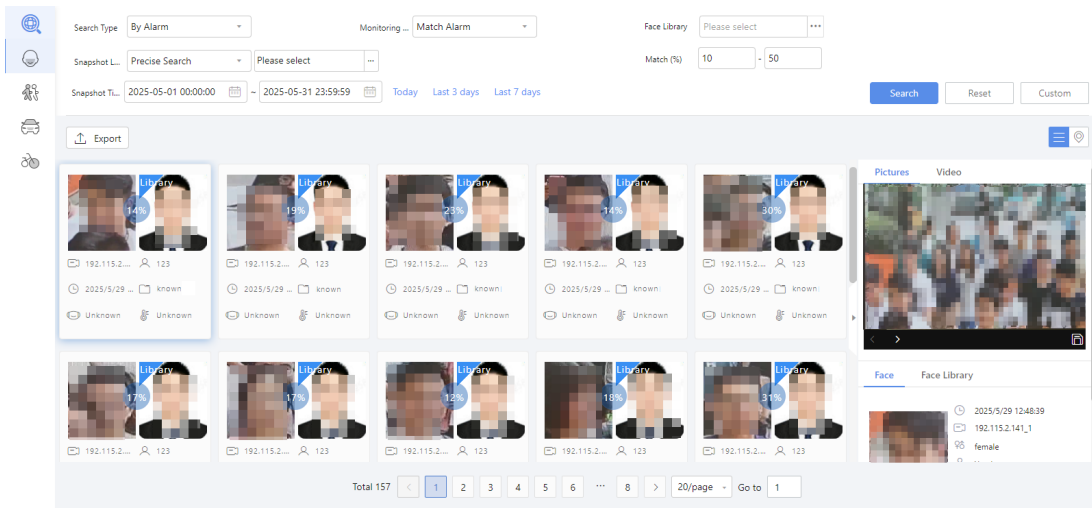 Search Type By Alarm Monitoring ... Match Alarm Face Library Please select ...
Snapshot L... Precise Search Please select ... Match (%) 10 - 50
Snapshot Ti... 2025-05-01 00:00:00 ~ 2025-05-31 23:59:59 Today Last 3 days Last 7 days Search Reset Custom
Export
Library Library Library Library Library
14% 19% 23% 14% 30%
192.115.2.... 123 192.115.2.... 123 192.115.2.... 123 192.115.2.... 123 192.115.2.... 123
2025/5/29 ... known 2025/5/29 ... known 2025/5/29 ... known 2025/5/29 ... known 2025/5/29 ... known
Unknown Unknown Unknown Unknown Unknown Unknown Unknown Unknown Unknown Unknown
Library Library Library Library Library
17% 17% 12% 18% 31%
192.115.2.... 123 192.115.2.... 123 192.115.2.... 123 192.115.2.... 123 192.115.2.... 123
Total 157 < 1 2 3 4 5 6 ... 8 > 20/page Go to 1
Pictures Video
Face Face Library
2025/5/29 12:48:39
192.115.2.141_1
female